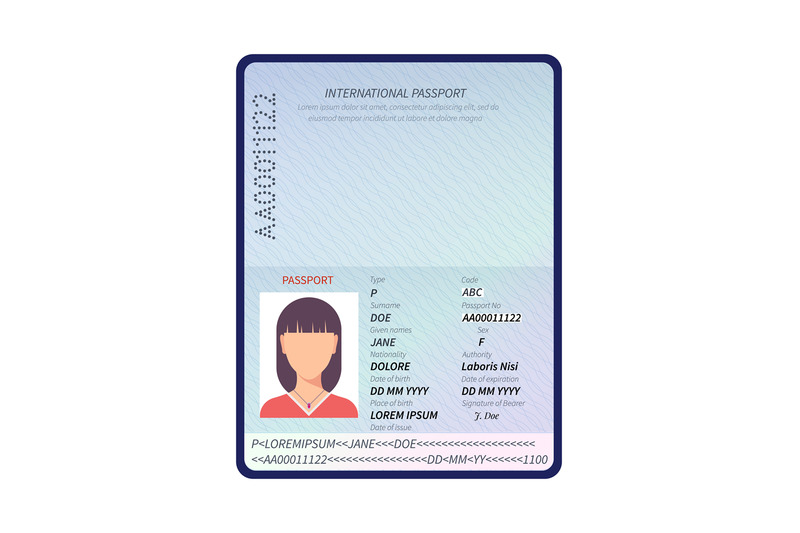 INTERNATIONAL PASSPORT
Lorem ipsum dolor sit amet, consectetur adipiscing elit, sed do
eiusmod tempor incididunt ut labore et dolore magna
AA00011122
PASSPORT
Type
Code
P
ABC
Surname
Passport No
DOE
AA00011122
Given names
Sex
JANE
F
Nationality
Authority
DOLORE
Laboris Nisi
Date of birth
Date of expiration
DD MM YYYY
DD MM YYYY
Place of birth
Signature of Bearer
LOREM IPSUM
J. Doe
Date of issue
P<LOREMIPSUM<<JANE<<<DOE<<<<<<<<<<<<<<<<<<<
<<AA00011122<<<<<<<<<<<<<<<<DD<MM<YY<<<<<<1100